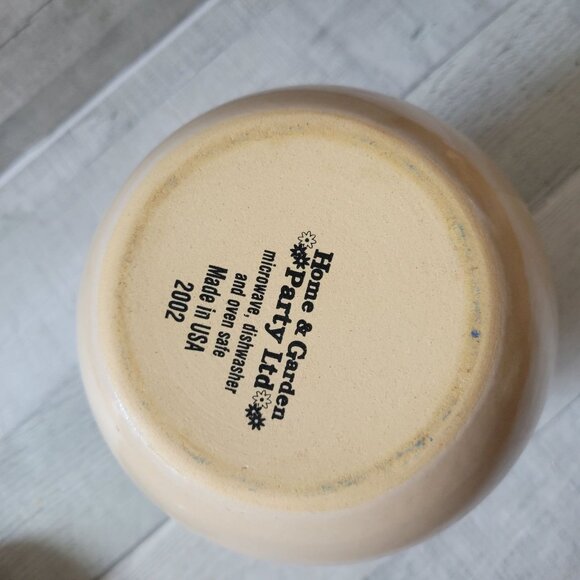 Home & Garden
Party Ltd
microwave, dishwasher
and oven safe
Made in USA
2002